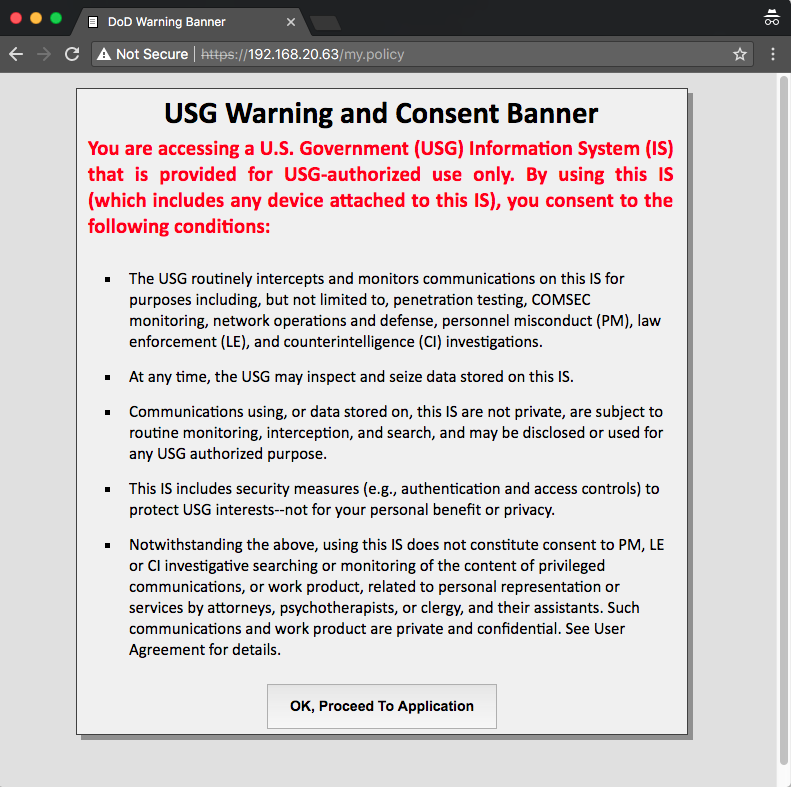 DoD Warning Banner
Not Secure | https://192.168.20.63/my.policy
USG Warning and Consent Banner
You are accessing a U.S. Government (USG) Information System (IS)
that is provided for USG-authorized use only. By using this IS
(which includes any device attached to this IS), you consent to the
following conditions:
▪ The USG routinely intercepts and monitors communications on this IS for
purposes including, but not limited to, penetration testing, COMSEC
monitoring, network operations and defense, personnel misconduct (PM), law
enforcement (LE), and counterintelligence (CI) investigations.
▪ At any time, the USG may inspect and seize data stored on this IS.
▪ Communications using, or data stored on, this IS are not private, are subject to
routine monitoring, interception, and search, and may be disclosed or used for
any USG authorized purpose.
▪ This IS includes security measures (e.g., authentication and access controls) to
protect USG interests--not for your personal benefit or privacy.
▪ Notwithstanding the above, using this IS does not constitute consent to PM, LE
or CI investigative searching or monitoring of the content of privileged
communications, or work product, related to personal representation or
services by attorneys, psychotherapists, or clergy, and their assistants. Such
communications and work product are private and confidential. See User
Agreement for details.
OK, Proceed To Application